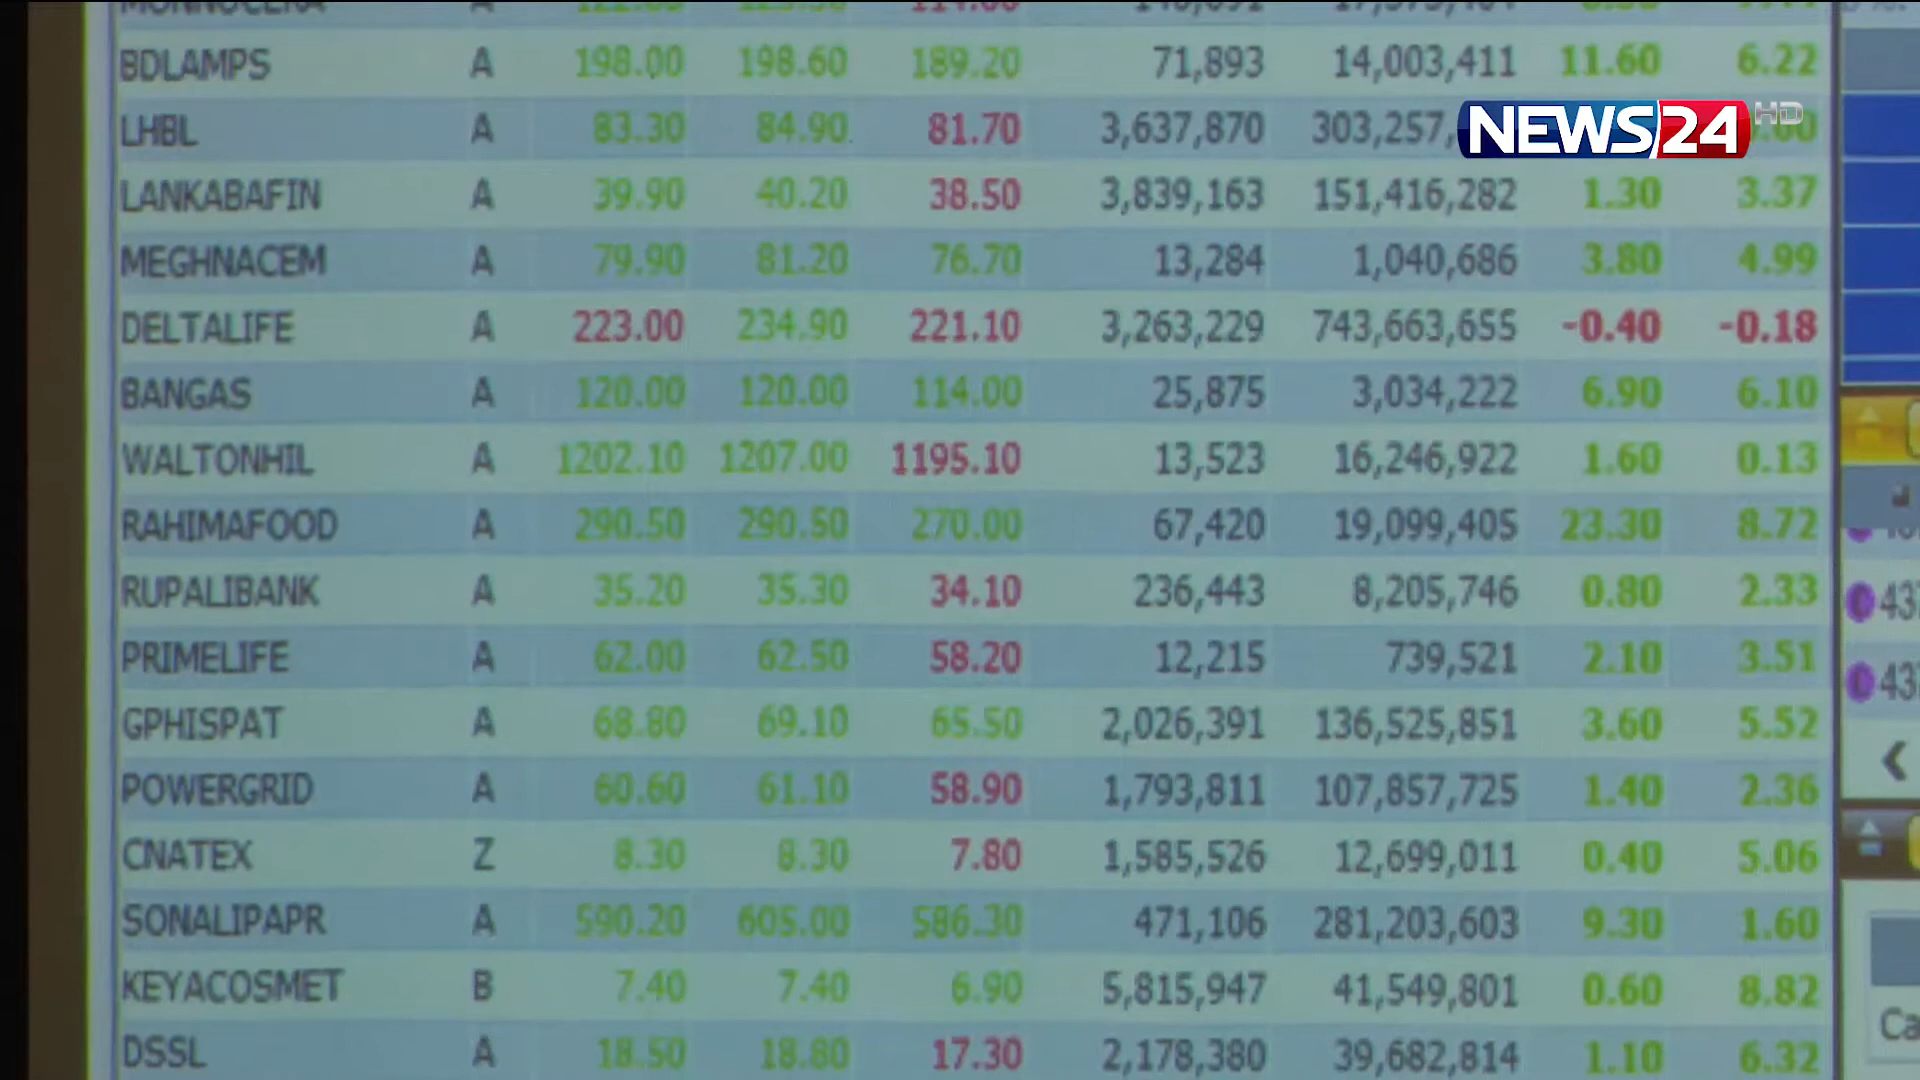 BDLAMPS A 198.00 198.60 189.20 71,893 14,003,411 11.60 6.22
LHBL A 83.30 84.90 81.70 3,637,870 303,257,
NEWS24 HD
LANKABAFIN A 39.90 40.20 38.50 3,839,163 151,416,282 1.30 3.37
MEGHNACEM A 79.90 81.20 76.70 13,284 1,040,686 3.80 4.99
DELTALIFE A 223.00 234.90 221.10 3,263,229 743,663,655 -0.40 -0.18
BANGAS A 120.00 120.00 114.00 25,875 3,034,222 6.90 6.10
WALTONHIL A 1202.10 1207.00 1195.10 13,523 16,246,922 1.60 0.13
RAHIMAFOOD A 290.50 290.50 270.00 67,420 19,099,405 23.30 8.72
RUPALIBANK A 35.20 35.30 34.10 236,443 8,205,746 0.80 2.33
PRIMELIFE A 62.00 62.50 58.20 12,215 739,521 2.10 3.51
GPHISPAT A 68.80 69.10 65.50 2,026,391 136,525,851 3.60 5.52
POWERGRID A 60.60 61.10 58.90 1,793,811 107,857,725 1.40 2.36
CNATEX Z 8.30 8.30 7.80 1,585,526 12,699,011 0.40 5.06
SONALIPAPR A 590.20 605.00 586.30 471,106 281,203,603 9.30 1.60
KEYACOSMET B 7.40 7.40 6.90 5,815,947 41,549,801 0.60 8.82
DSSL A 18.50 18.80 17.30 2,178,380 39,682,814 1.10 6.32